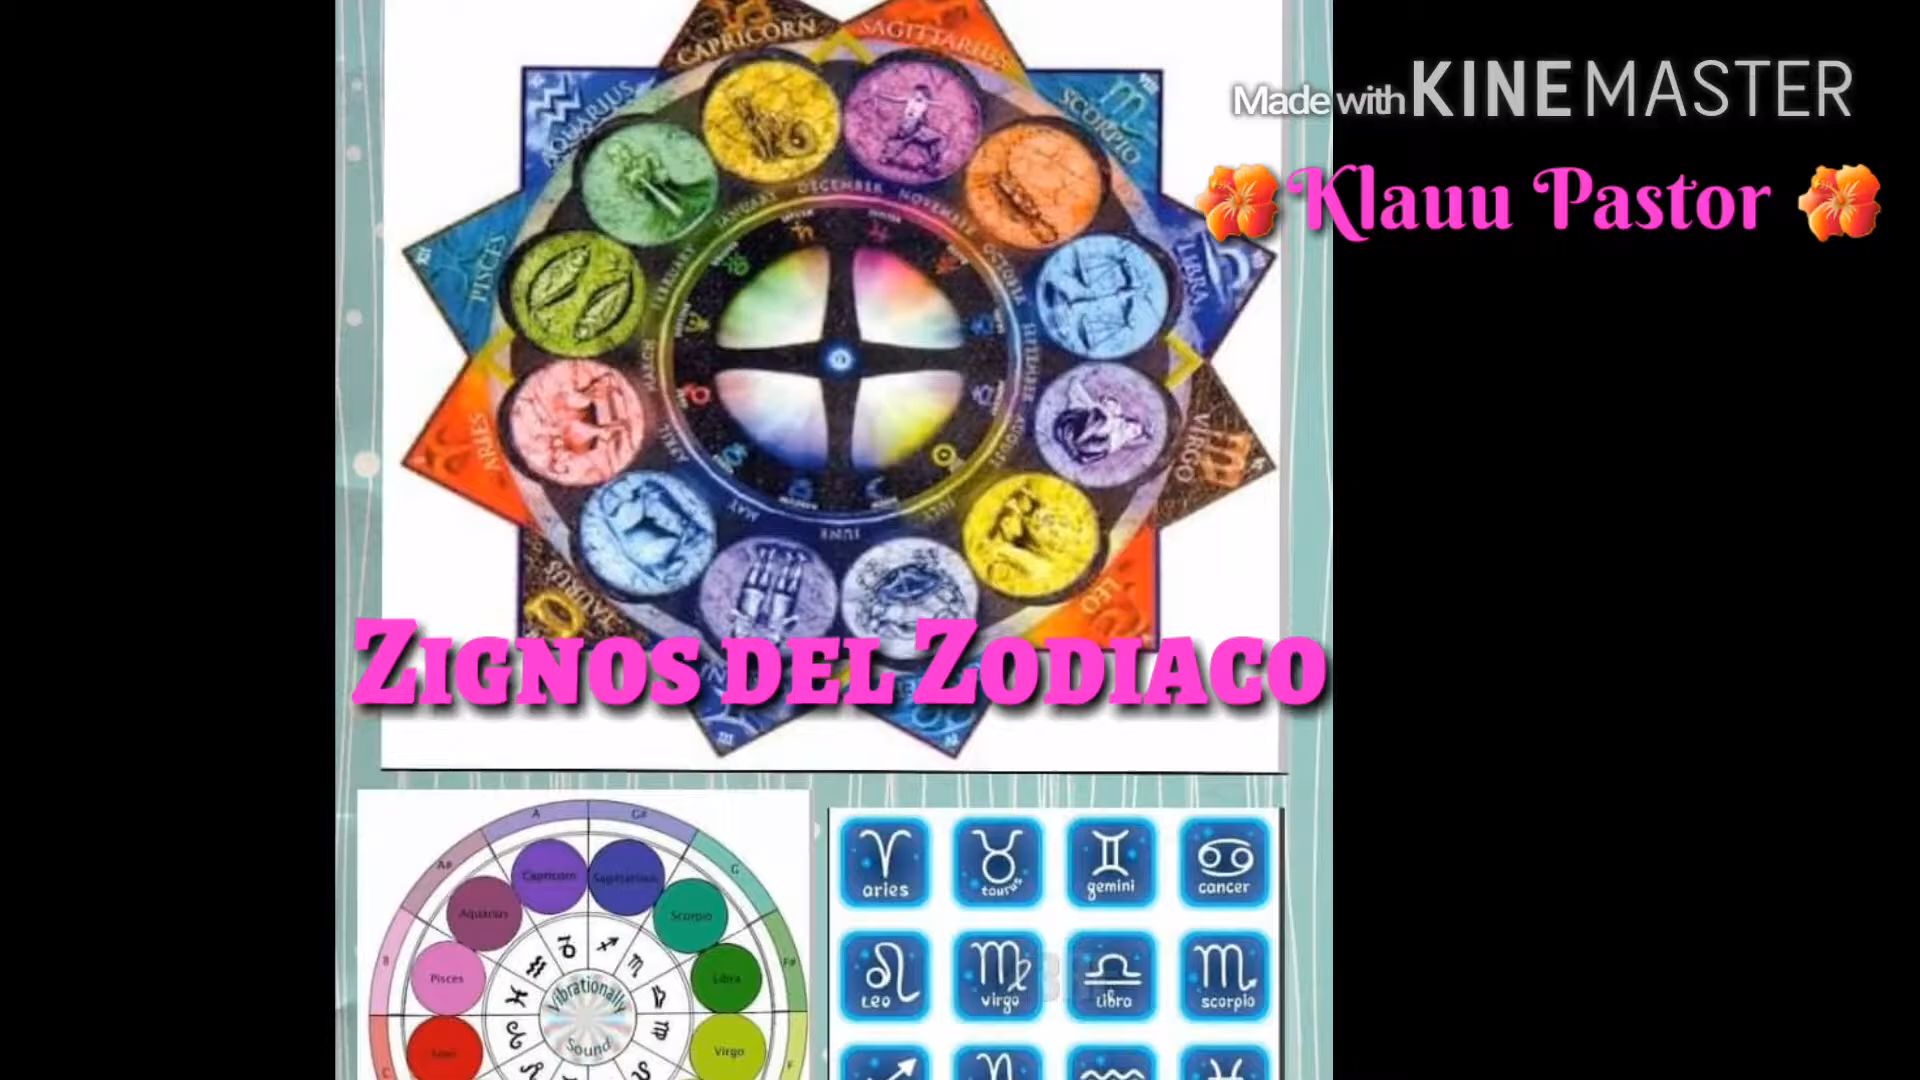 CAPRICORN
SAGITTARIUS
Made with KINEMASTER
AQUARIUS
SCORPIO
Klauu Pastor
DECEMBER
NOVEMBER
JANUARY
OCTOBER
FEBRUARY
PISCES
LIBRA
MARCH
SEPTEMBER
ARIES
APRIL
AUGUST
VIRGO
MAY
JUNE
JULY
TAURUS
LEO
Zignos del Zodiaco
III
A
G#
A#
G
Capricorn
Sagittarius
Aquarius
Scorpio
B
F#
Pisces
Libra
Vibrationally
Sound
Virgo
C
F
aries
taurus
gemini
cancer
Leo
virgo
libra
scorpio